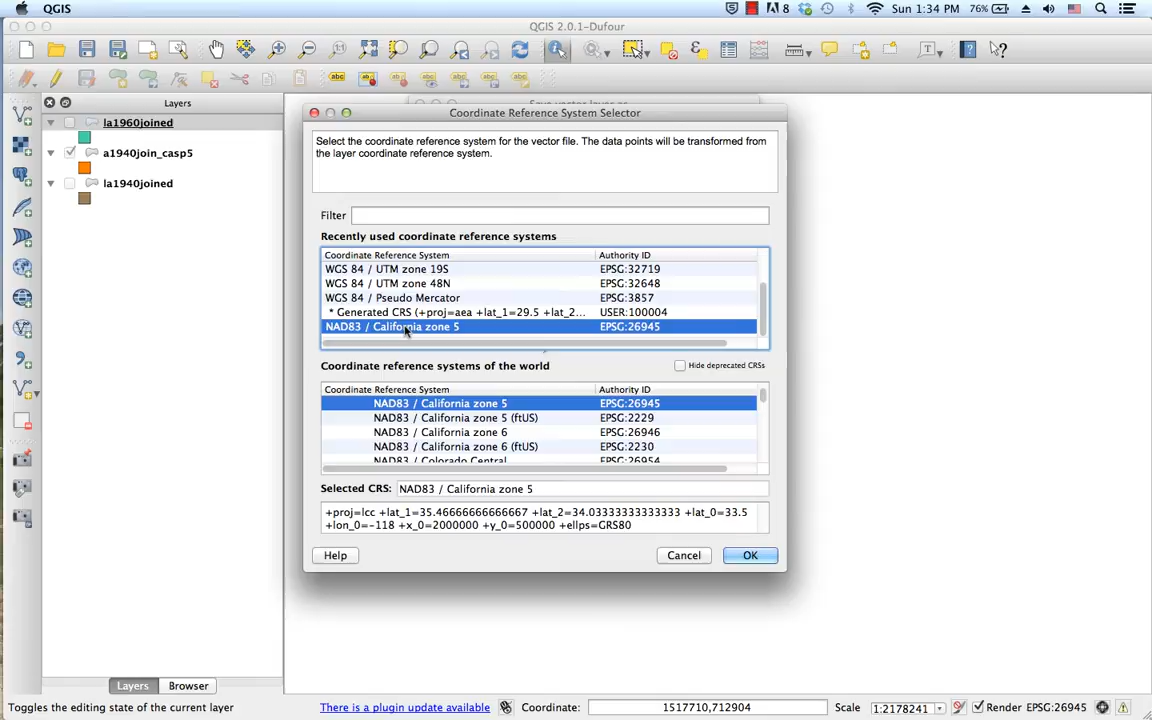 QGIS
8
Sun 1:34 PM
76%
QGIS 2.0.1-Dufour
Layers
la1960joined
a1940join_casp5
la1940joined
Coordinate Reference System Selector
Select the coordinate reference system for the vector file. The data points will be transformed from
the layer coordinate reference system.
Filter
Recently used coordinate reference systems
Coordinate Reference System Authority ID
WGS 84 / UTM zone 19S EPSG:32719
WGS 84 / UTM zone 48N EPSG:32648
WGS 84 / Pseudo Mercator EPSG:3857
* Generated CRS (+proj=aea +lat_1=29.5 +lat_2... USER:100004
NAD83 / California zone 5 EPSG:26945
Coordinate reference systems of the world
Hide deprecated CRSs
Coordinate Reference System Authority ID
NAD83 / California zone 5 EPSG:26945
NAD83 / California zone 5 (ftUS) EPSG:2229
NAD83 / California zone 6 EPSG:26946
NAD83 / California zone 6 (ftUS) EPSG:2230
NAD83 / Colorado Central EPSG:26954
Selected CRS: NAD83 / California zone 5
+proj=lcc +lat_1=35.46666666666667 +lat_2=34.03333333333333 +lat_0=33.5
+lon_0=-118 +x_0=2000000 +y_0=500000 +ellps=GRS80
Help
Cancel
OK
Layers
Browser
Toggles the editing state of the current layer
There is a plugin update available
Coordinate:
1517710,712904
Scale
1:2178241
Render
EPSG:26945